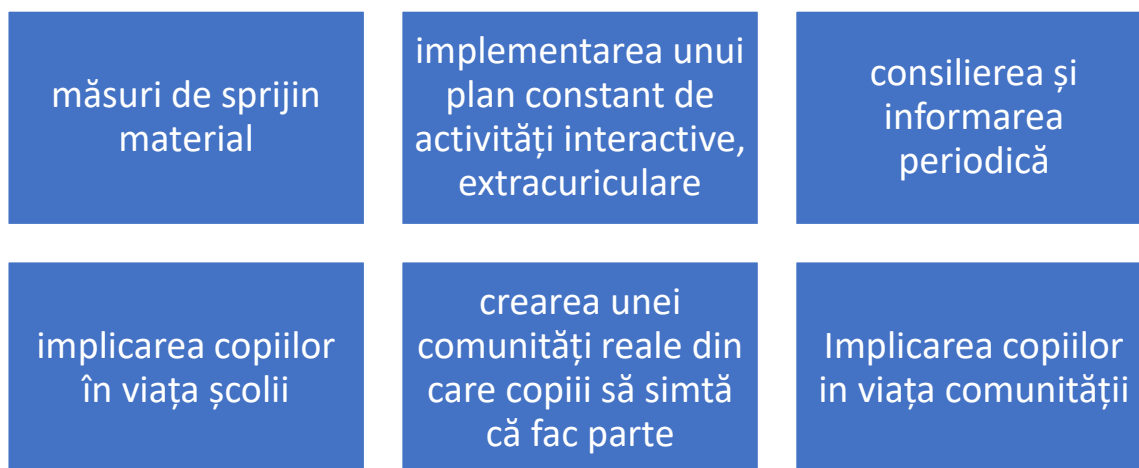 măsuri de sprijin
material
implementarea unui
plan constant de
activități interactive,
extracuriculare
consilierea și
informarea
periodică
implicarea copiilor
în viața școlii
crearea unei
comunități reale din
care copiii să simtă
că fac parte
Implicarea copiilor
in viața comunității